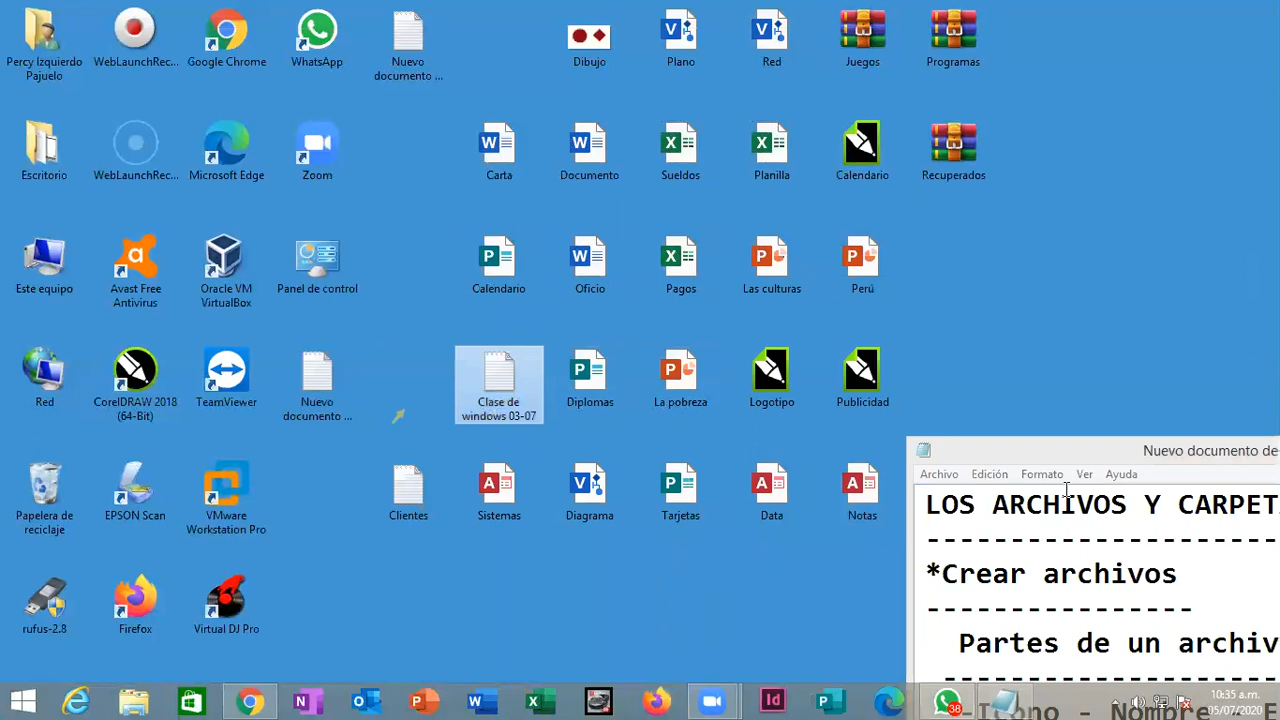 Percy Izquierdo
Pajuelo
WebLaunchRec...
Google Chrome
WhatsApp
Nuevo
documento ...
Dibujo
Plano
Red
Juegos
Programas
Escritorio
WebLaunchRec...
Microsoft Edge
Zoom
Carta
Documento
Sueldos
Planilla
Calendario
Recuperados
Este equipo
Avast Free
Antivirus
Oracle VM
VirtualBox
Panel de control
Calendario
Oficio
Pagos
Las culturas
Perú
Red
CorelDRAW 2018
(64-Bit)
TeamViewer
Nuevo
documento ...
Clase de
windows 03-07
Diplomas
La pobreza
Logotipo
Publicidad
Papelera de
reciclaje
EPSON Scan
VMware
Workstation Pro
Clientes
Sistemas
Diagrama
Tarjetas
Data
Notas
rufus-2.8
Firefox
Virtual DJ Pro
Nuevo documento de
Archivo Edición Formato Ver Ayuda
LOS ARCHIVOS Y CARPETA
-----------------------
*Crear archivos
----------------
Partes de un archiv
--------------------
-Icono - Nombre
38
10:35 a.m.
05/07/2020